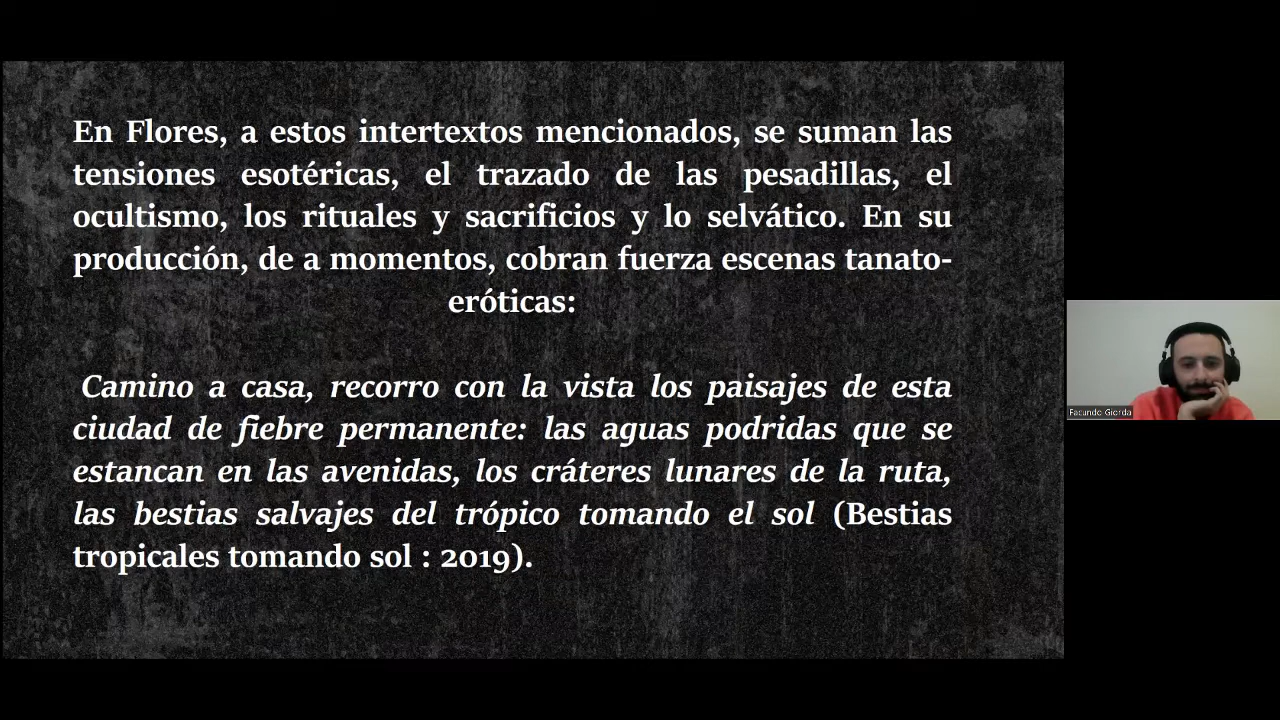 En Flores, a estos intertextos mencionados, se suman las
tensiones esotéricas, el trazado de las pesadillas, el
ocultismo, los rituales y sacrificios y lo selvático. En su
producción, de a momentos, cobran fuerza escenas tanato-
eróticas:
Camino a casa, recorro con la vista los paisajes de esta
ciudad de fiebre permanente: las aguas podridas que se
estancan en las avenidas, los cráteres lunares de la ruta,
las bestias salvajes del trópico tomando el sol (Bestias
tropicales tomando sol : 2019).
Facundo Giorda